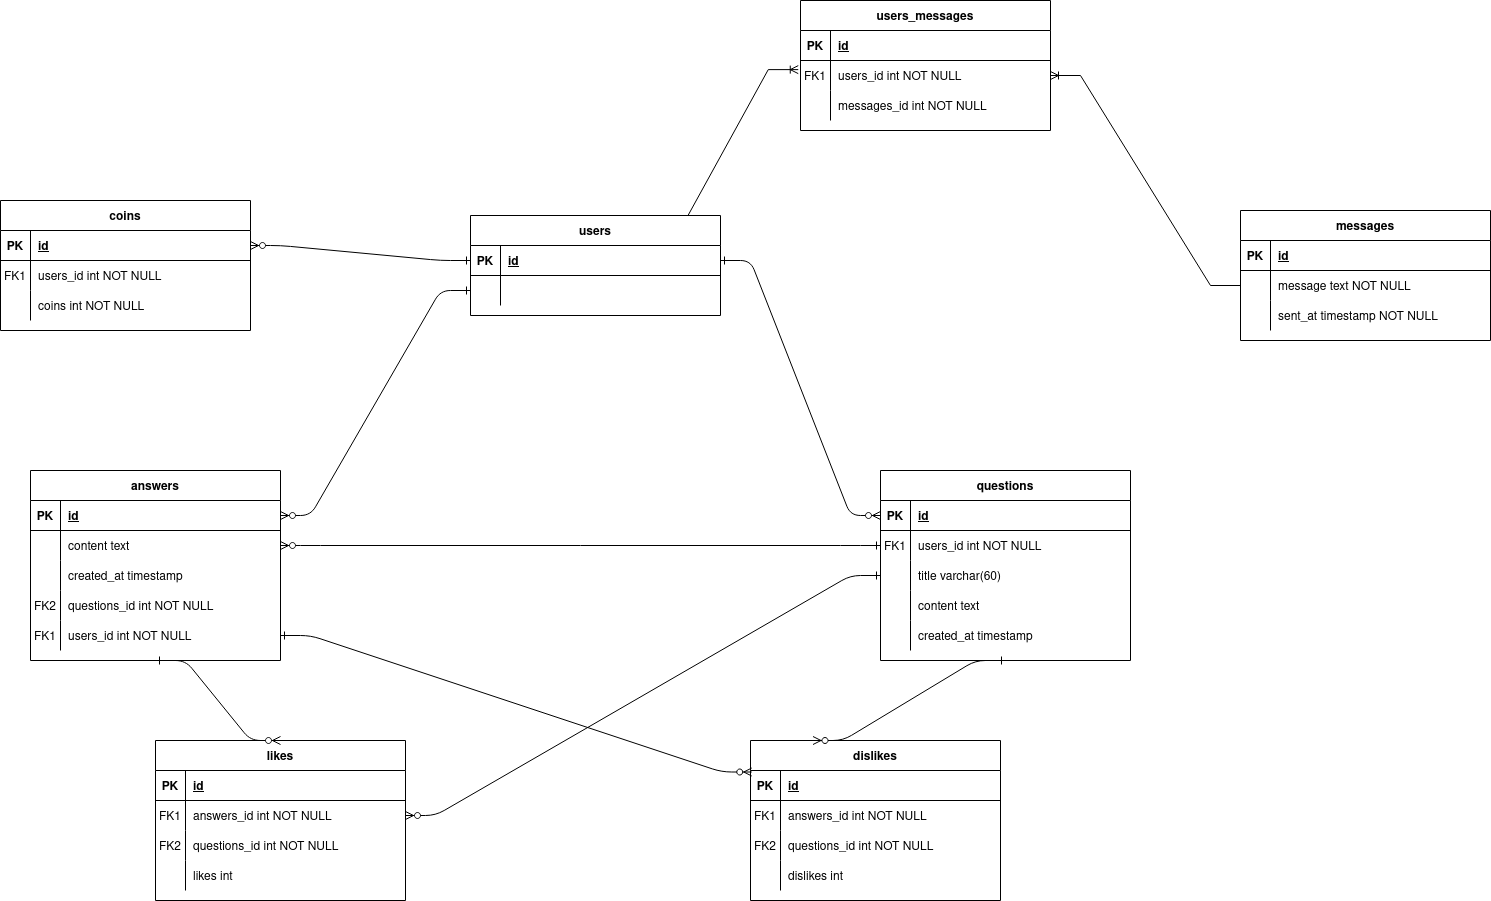 users_messages
PK id
FK1 users_id int NOT NULL
messages_id int NOT NULL
coins
PK id
FK1 users_id int NOT NULL
coins int NOT NULL
users
PK id
messages
PK id
message text NOT NULL
sent_at timestamp NOT NULL
answers
PK id
content text
created_at timestamp
FK2 questions_id int NOT NULL
FK1 users_id int NOT NULL
questions
PK id
FK1 users_id int NOT NULL
title varchar(60)
content text
created_at timestamp
likes
PK id
FK1 answers_id int NOT NULL
FK2 questions_id int NOT NULL
likes int
dislikes
PK id
FK1 answers_id int NOT NULL
FK2 questions_id int NOT NULL
dislikes int